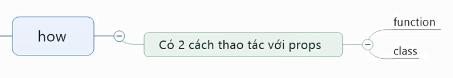 how
Có 2 cách thao tác với props
function
class